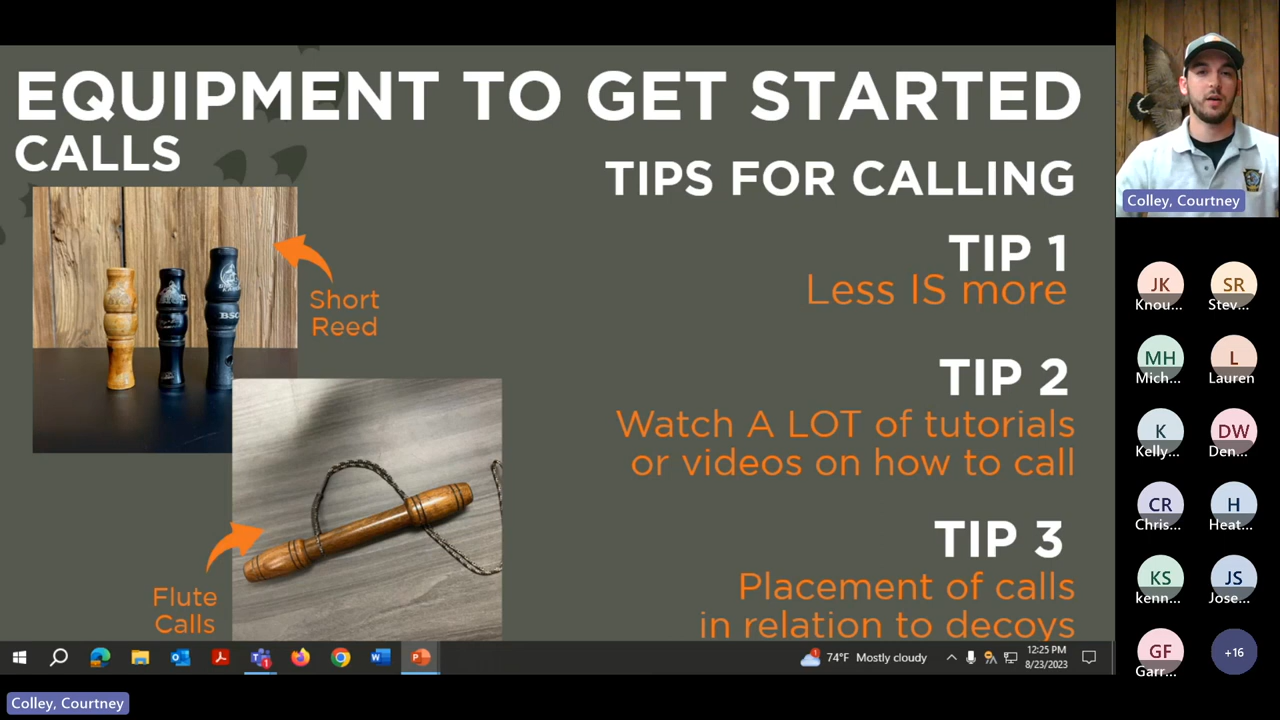 EQUIPMENT TO GET STARTED
CALLS
TIPS FOR CALLING
Short
Reed
TIP 1
Less IS more
TIP 2
Watch A LOT of tutorials
or videos on how to call
TIP 3
Placement of calls
in relation to decoys
Flute
Calls
BSC
Colley, Courtney
JK
Knou...
SR
Stev...
MH
Mich...
L
Lauren
K
Kelly...
DW
Den...
CR
Chris...
H
Heat...
KS
kenn...
JS
Jose...
GF
Garr...
+16
1
74°F Mostly cloudy
12:25 PM
8/23/2023
Colley, Courtney